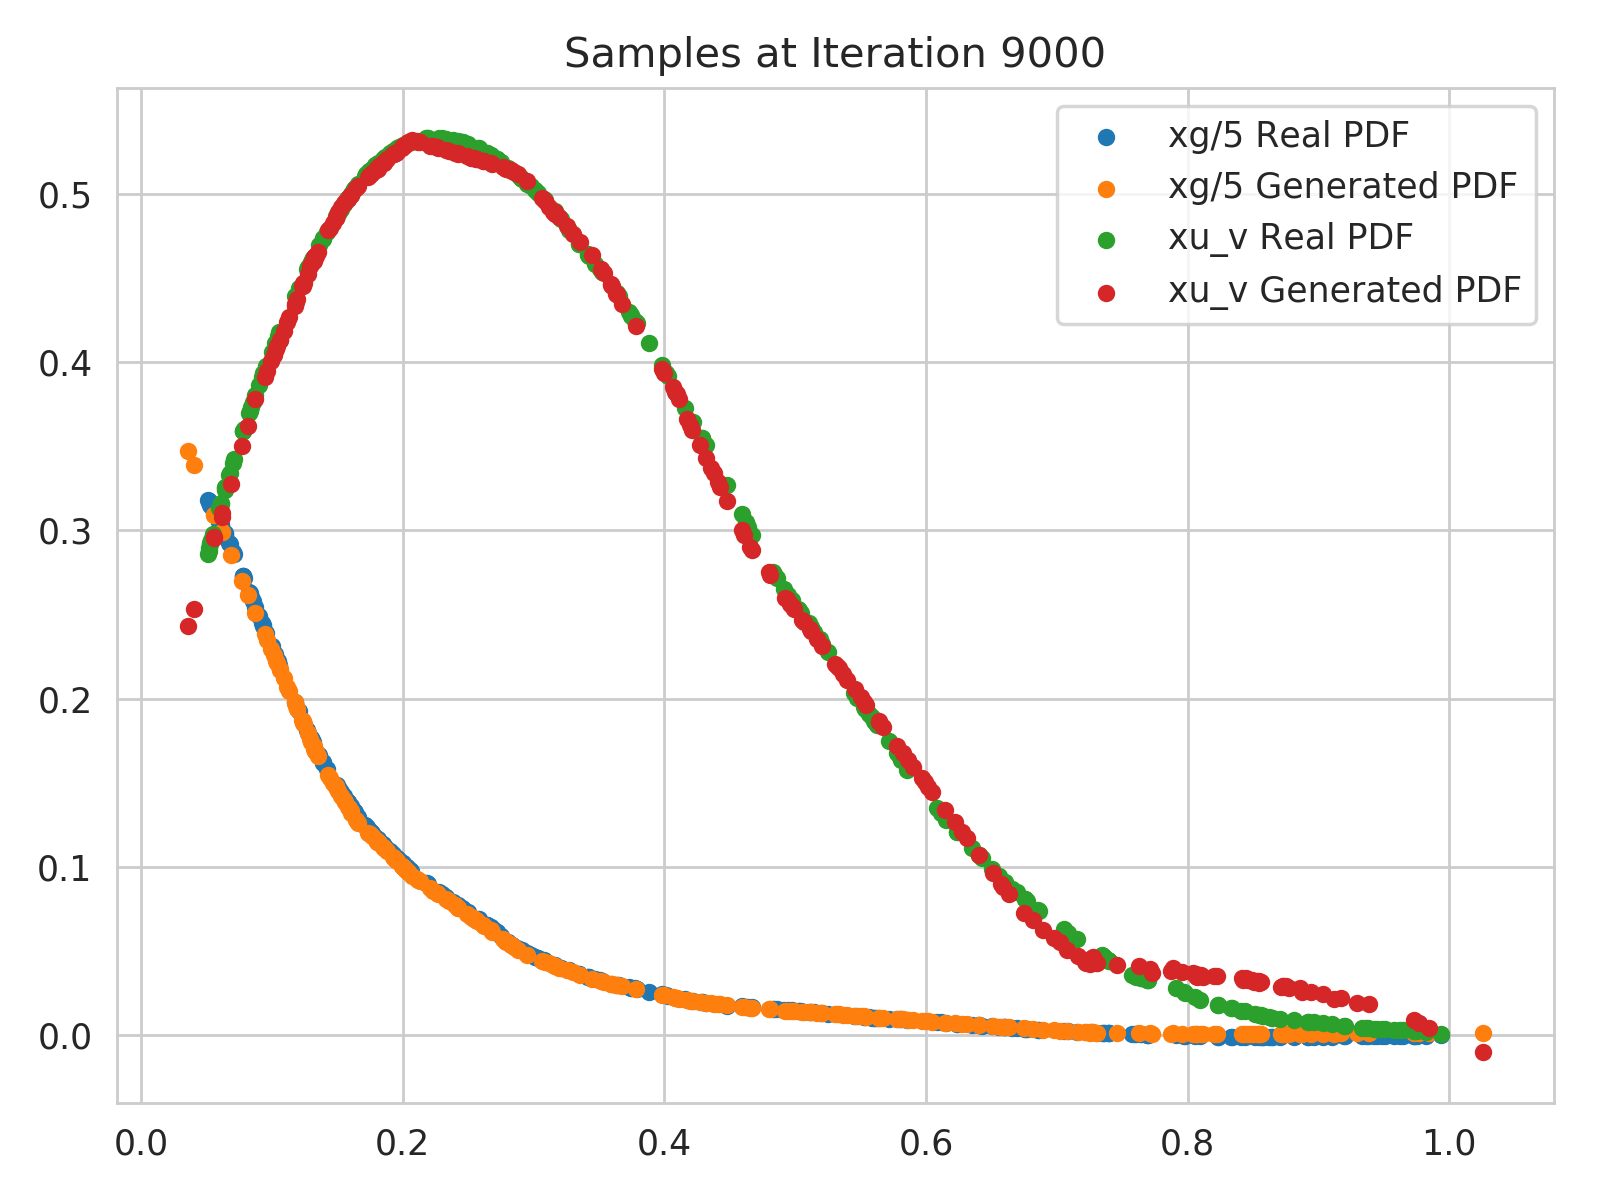 Samples at Iteration 9000
xg/5 Real PDF
xg/5 Generated PDF
xu_v Real PDF
xu_v Generated PDF
0.5
0.4
0.3
0.2
0.1
0.0
0.0 0.2 0.4 0.6 0.8 1.0